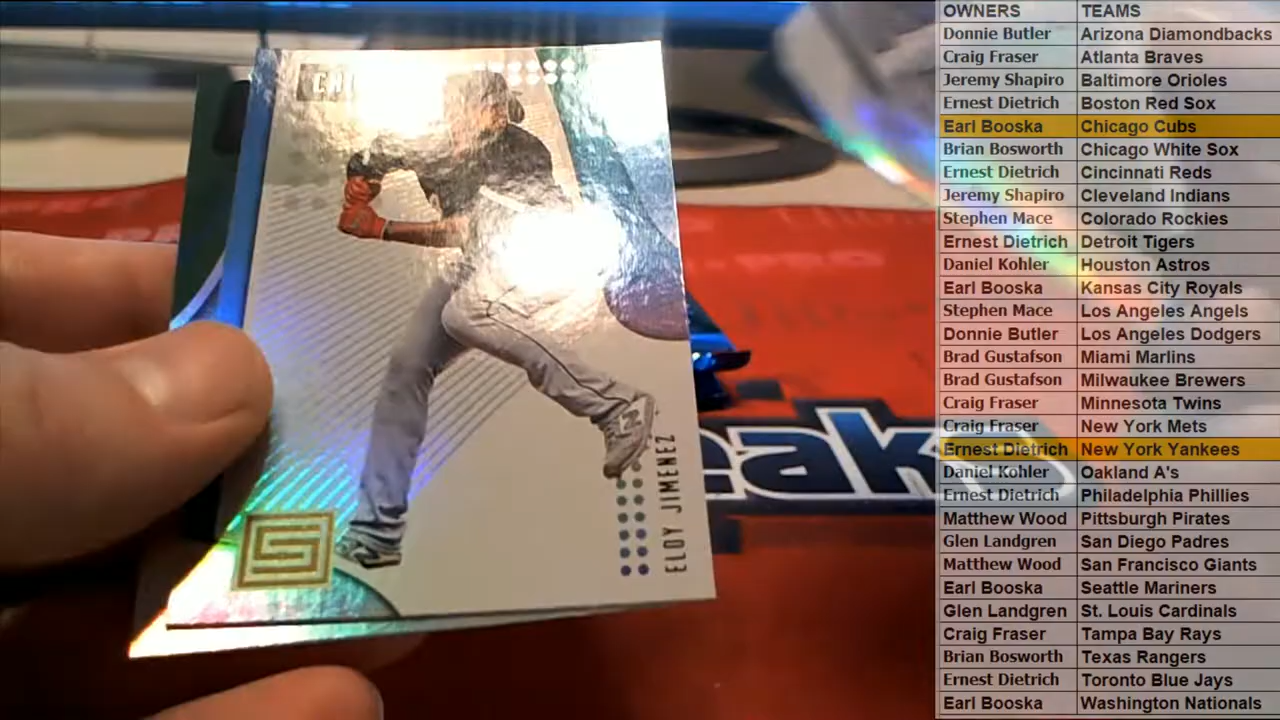 OWNERS TEAMS
Donnie Butler Arizona Diamondbacks
Craig Fraser Atlanta Braves
Jeremy Shapiro Baltimore Orioles
Ernest Dietrich Boston Red Sox
Earl Booska Chicago Cubs
Brian Bosworth Chicago White Sox
Ernest Dietrich Cincinnati Reds
Jeremy Shapiro Cleveland Indians
Stephen Mace Colorado Rockies
Ernest Dietrich Detroit Tigers
Daniel Kohler Houston Astros
Earl Booska Kansas City Royals
Stephen Mace Los Angeles Angels
Donnie Butler Los Angeles Dodgers
Brad Gustafson Miami Marlins
Brad Gustafson Milwaukee Brewers
Craig Fraser Minnesota Twins
Craig Fraser New York Mets
Ernest Dietrich New York Yankees
Daniel Kohler Oakland A's
Ernest Dietrich Philadelphia Phillies
Matthew Wood Pittsburgh Pirates
Glen Landgren San Diego Padres
Matthew Wood San Francisco Giants
Earl Booska Seattle Mariners
Glen Landgren St. Louis Cardinals
Craig Fraser Tampa Bay Rays
Brian Bosworth Texas Rangers
Ernest Dietrich Toronto Blue Jays
Earl Booska Washington Nationals
CHI
ELOY JIMENEZ
eaks